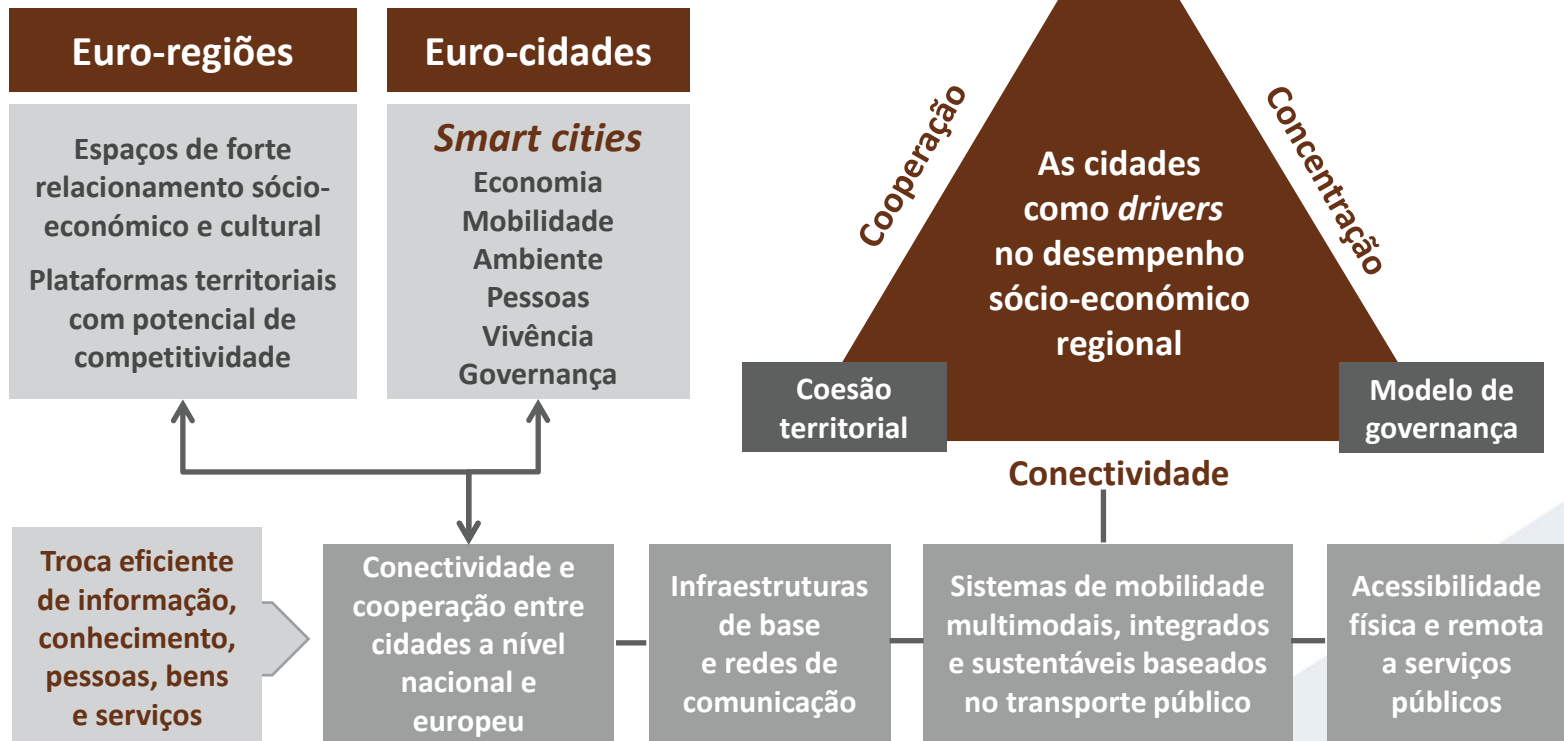 Euro-regiões
Espaços de forte
relacionamento sócio-
económico e cultural
Plataformas territoriais
com potencial de
competitividade
Euro-cidades
Smart cities
Economia
Mobilidade
Ambiente
Pessoas
Vivência
Governança
Cooperação
Concentração
As cidades
como drivers
no desempenho
sócio-económico
regional
Coesão
territorial
Modelo de
governança
Conectividade
Troca eficiente
de informação,
conhecimento,
pessoas, bens
e serviços
Conectividade e
cooperação entre
cidades a nível
nacional e
europeu
Infraestruturas
de base
e redes de
comunicação
Sistemas de mobilidade
multimodais, integrados
e sustentáveis baseados
no transporte público
Acessibilidade
física e remota
a serviços
públicos